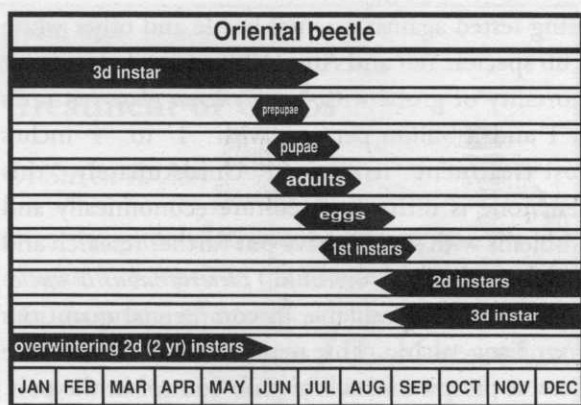 Oriental beetle
3d instar
prepupae
pupae
adults
eggs
1st instars
2d instars
3d instar
overwintering 2d (2 yr) instars
JAN FEB MAR APR MAY JUN JUL AUG SEP OCT NOV DEC